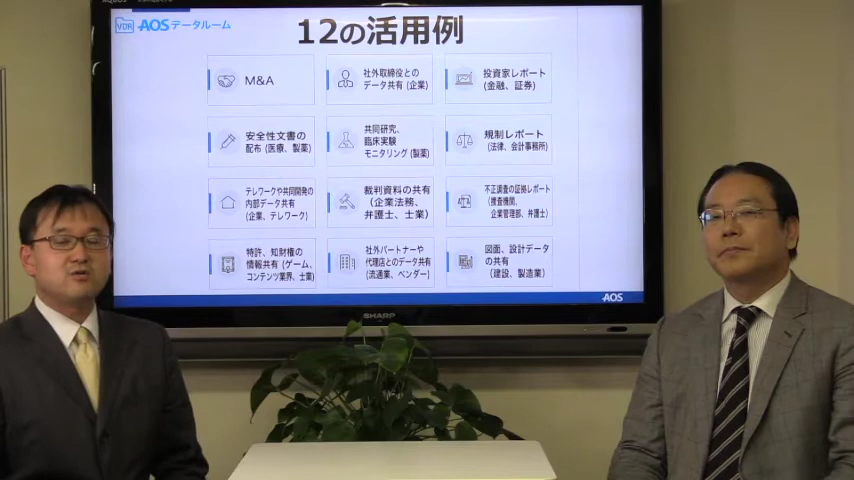 AQUOS
VDR AOSデータルーム
12の活用例
M&A
社外取締役との
データ共有 (企業)
投資家レポート
(金融、証券)
安全性文書の
配布 (医療、製薬)
共同研究、
臨床実験
モニタリング (製薬)
規制レポート
(法律、会計事務所)
テレワークや共同開発の
内部データ共有
(企業、テレワーク)
裁判資料の共有
(企業法務、
弁護士、士業)
不正調査の証拠レポート
(捜査機関、
企業管理部、弁護士)
特許、知財権の
情報共有 (ゲーム、
コンテンツ業界、士業)
社外パートナーや
代理店とのデータ共有
(流通業、ベンダー)
図面、設計データ
の共有
(建設、製造業)
AOS
SHARP